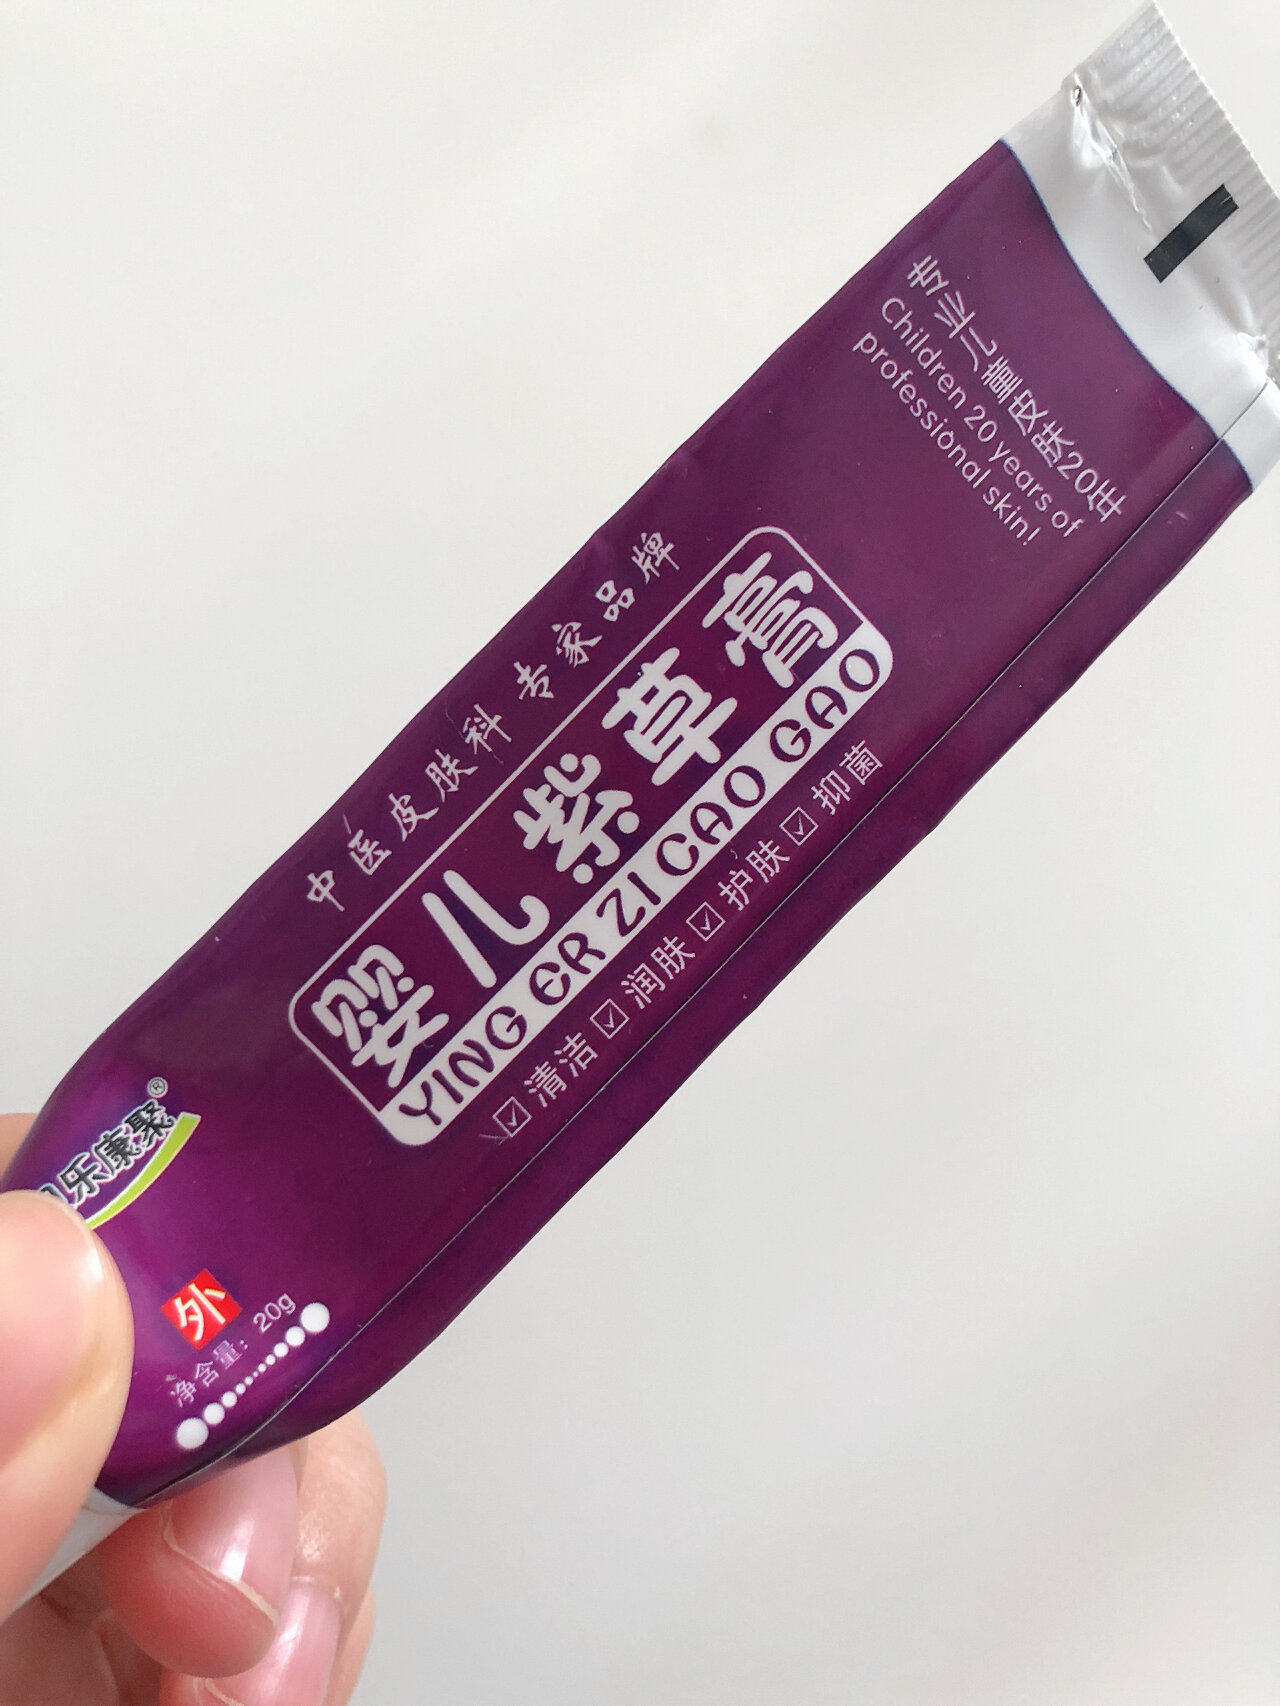 专业儿童皮肤20年
Children 20 years of
professional skin!
中医皮肤科 专家品牌
婴儿紫草膏
YING ER ZI CAO GAO
☑清洁☑润肤☑护肤☑抑菌
乐康聚®
外
净含量：20g